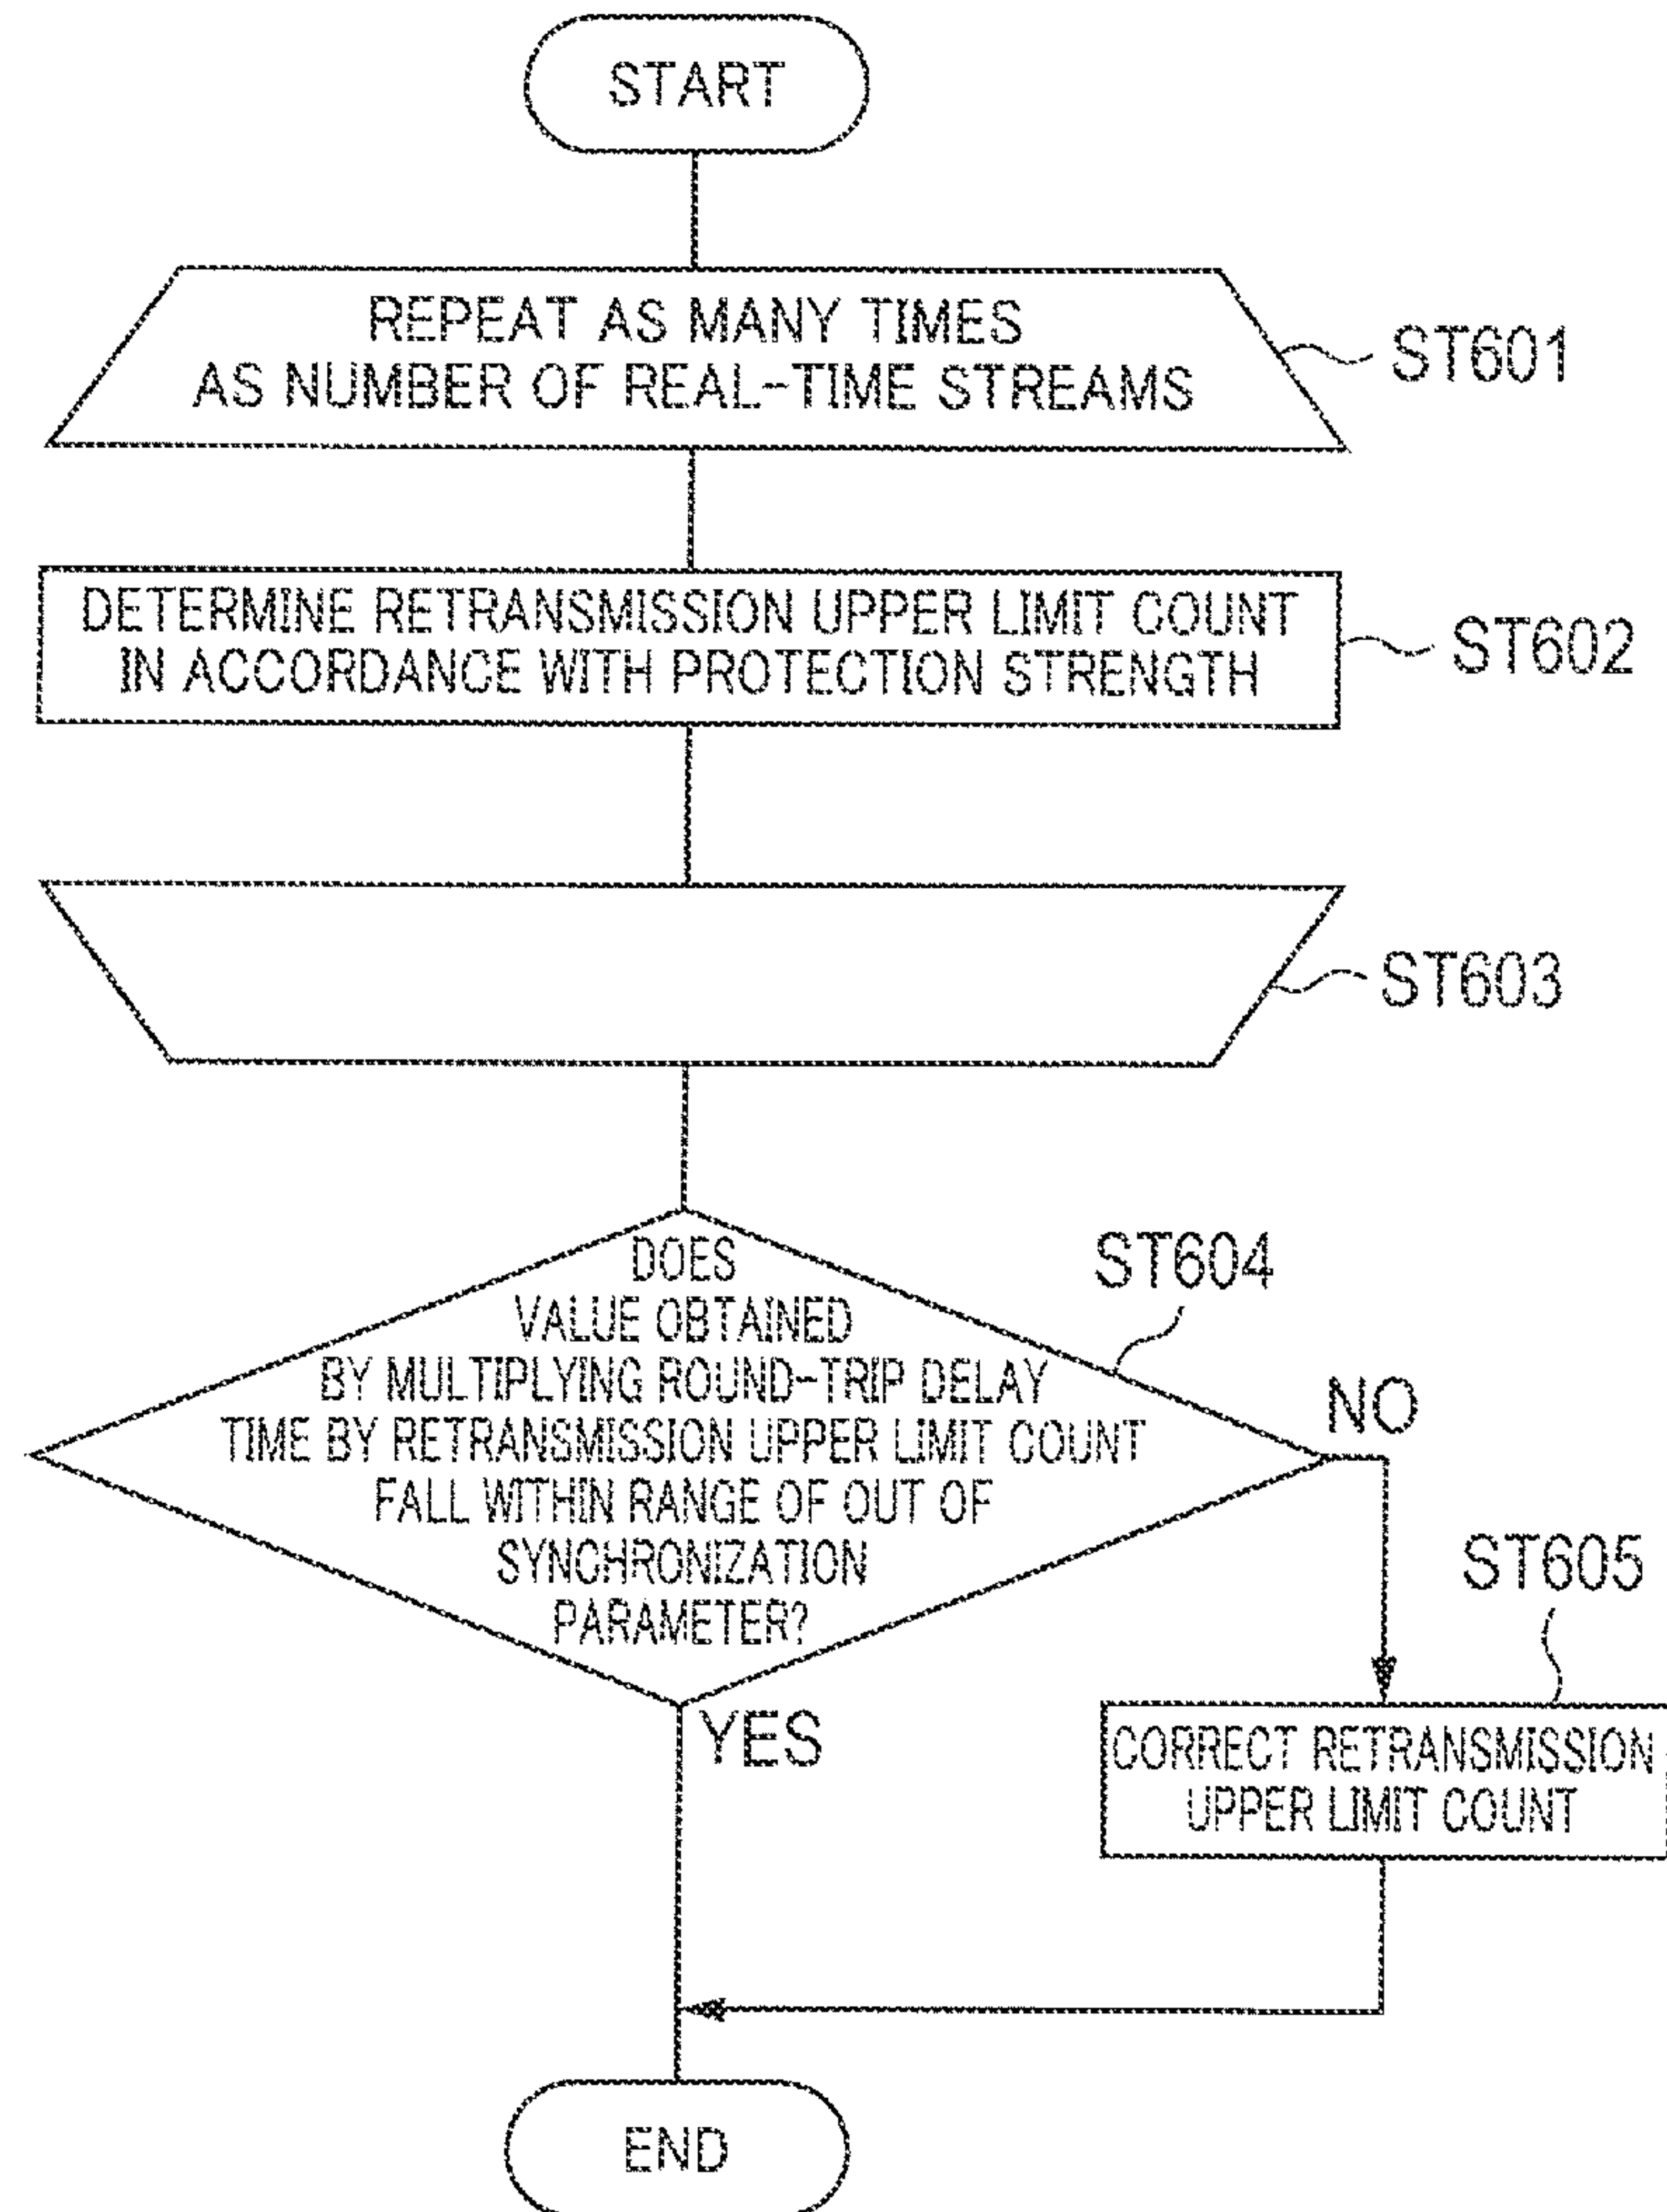 START
REPEAT AS MANY TIMES
AS NUMBER OF REAL-TIME STREAMS
ST601
DETERMINE RETRANSMISSION UPPER LIMIT COUNT
IN ACCORDANCE WITH PROTECTION STRENGTH
ST602
ST603
DOES
VALUE OBTAINED
BY MULTIPLYING ROUND-TRIP DELAY
TIME BY RETRANSMISSION UPPER LIMIT COUNT
FALL WITHIN RANGE OF OUT OF
SYNCHRONIZATION
PARAMETER?
ST604
NO
YES
ST605
CORRECT RETRANSMISSION
UPPER LIMIT COUNT
END